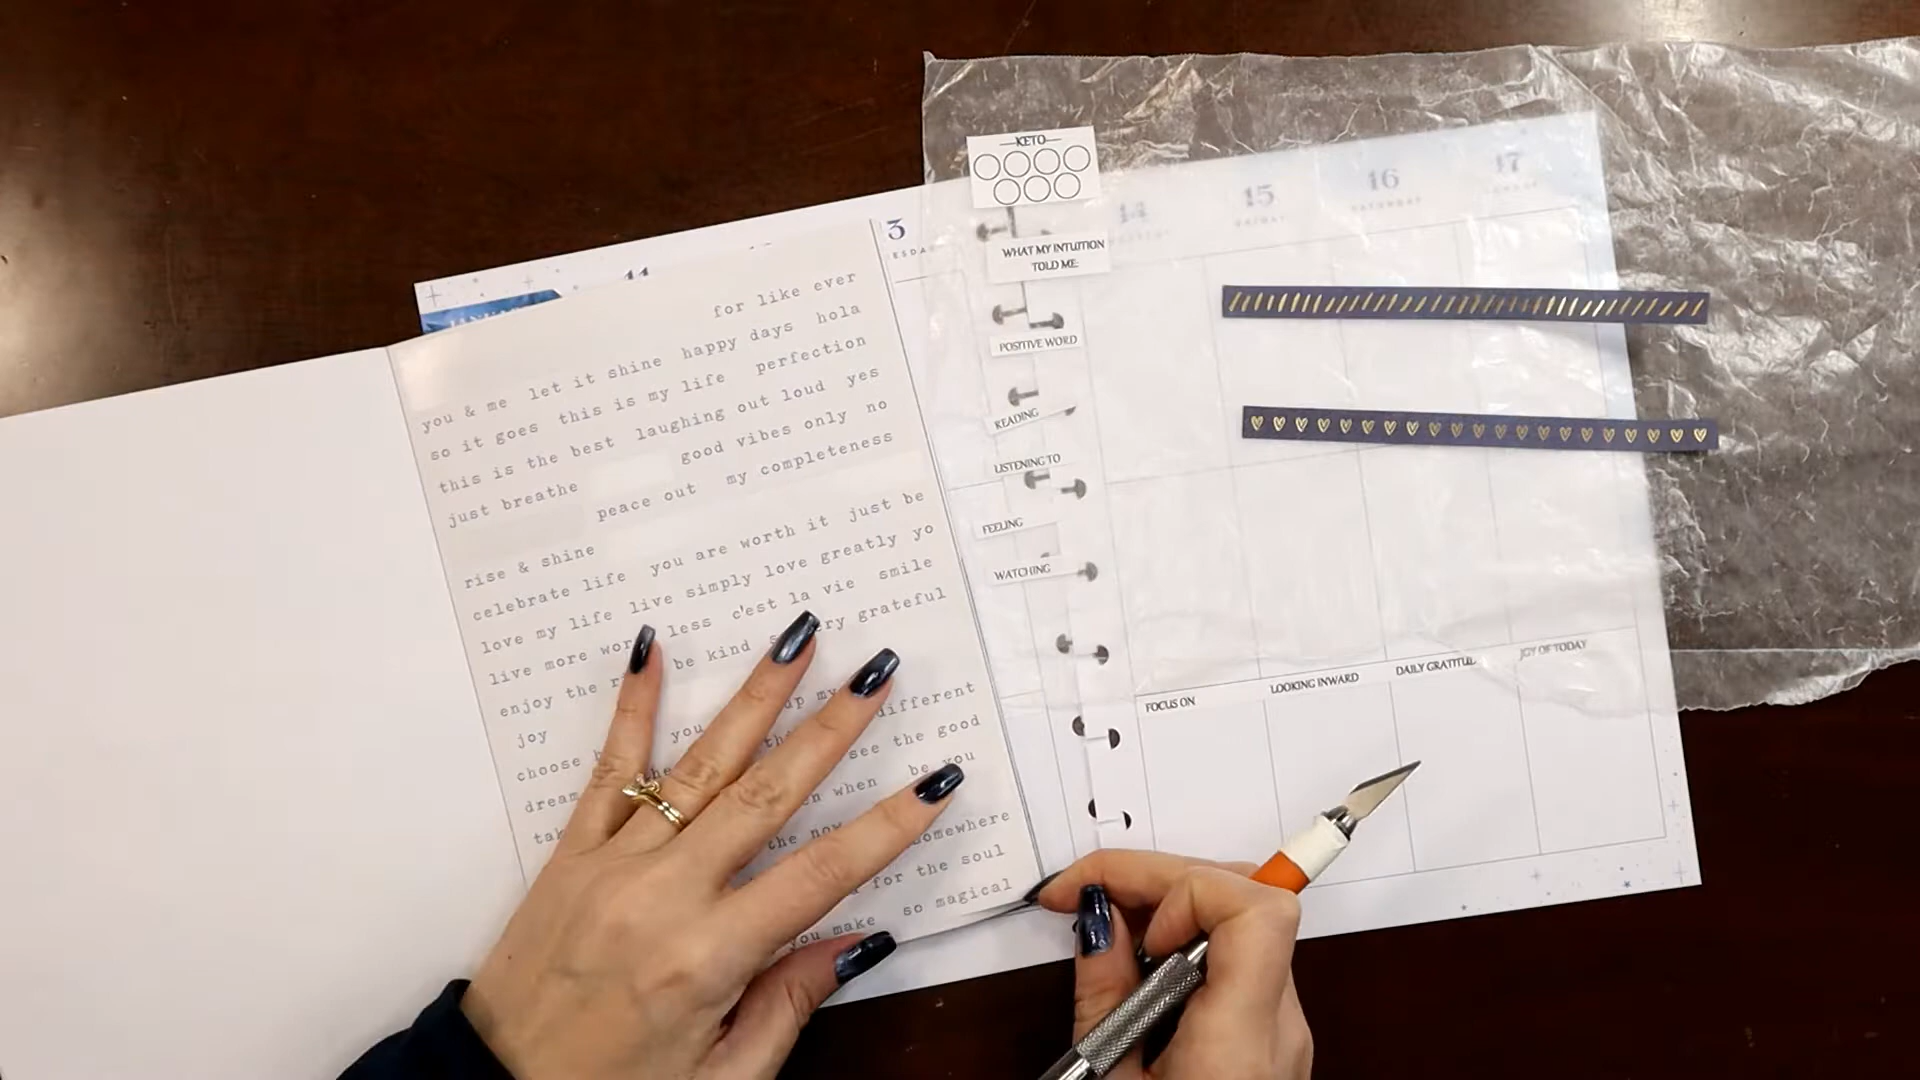 KETO
WHAT MY INTUITION
TOLD ME:
POSITIVE WORD
READING
LISTENING TO
FEELING
WATCHING
3
14
15
FRIDAY
16
SATURDAY
17
FOCUS ON
LOOKING INWARD
DAILY GRATITUDE
JOY OF TODAY
for like ever
you & me let it shine happy days hola
so it goes this is my life perfection
this is the best laughing out loud yes
just breathe good vibes only no
peace out my completeness
rise & shine
celebrate life you are worth it just be
love my life live simply love greatly yo
live more less c'est la vie smile
enjoy the be kind grateful
joy
choose you up different
dream see the good
when be you
the now somewhere
for the soul
you make so magical